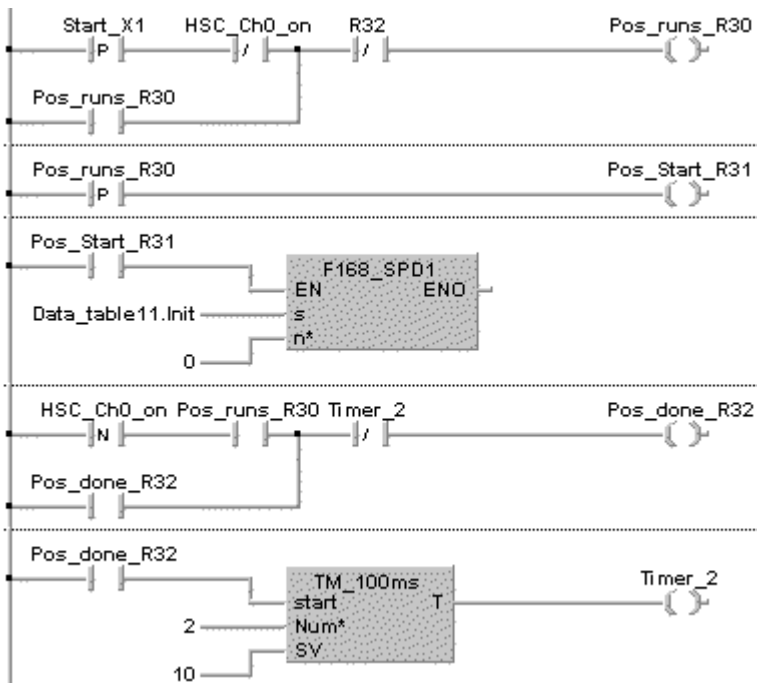 Start_X1 HSC_Ch0_on R32 Pos_runs_R30
P / /
Pos_runs_R30
Pos_runs_R30 Pos_Start_R31
P
Pos_Start_R31
F168_SPD1
EN ENO
Data_table11.Init s
n*
0
HSC_Ch0_on Pos_runs_R30 Timer_2 Pos_done_R32
N /
Pos_done_R32
Pos_done_R32
TM_100ms Timer_2
start T
2 Num*
SV
10